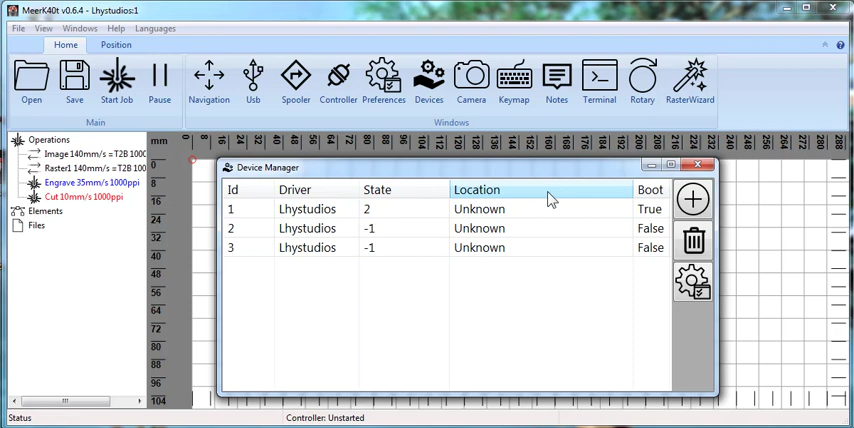 MeerK40t v0.6.4 - Lhystudios:1
File View Windows Help Languages
Home Position
Open Save Start Job Pause Navigation Usb Spooler Controller Preferences Devices Camera Keymap Notes Terminal Rotary RasterWizard
Main Windows
mm 0 8 16 24 32 40 48 56 64 72 80 88 96 104 112 120 128 136 144 152 160 168 176 184 192 200 208 216 224 232 240 248 256 264 272 280 288 296
Operations
Image 140mm/s =T2B 1000
Raster1 140mm/s =T2B 100
Engrave 35mm/s 1000ppi
Cut 10mm/s 1000ppi
Elements
Files
0
8
16
24
32
40
48
56
64
72
80
88
96
104
Device Manager
Id Driver State Location Boot
1 Lhystudios 2 Unknown True
2 Lhystudios -1 Unknown False
3 Lhystudios -1 Unknown False
Status Controller: Unstarted